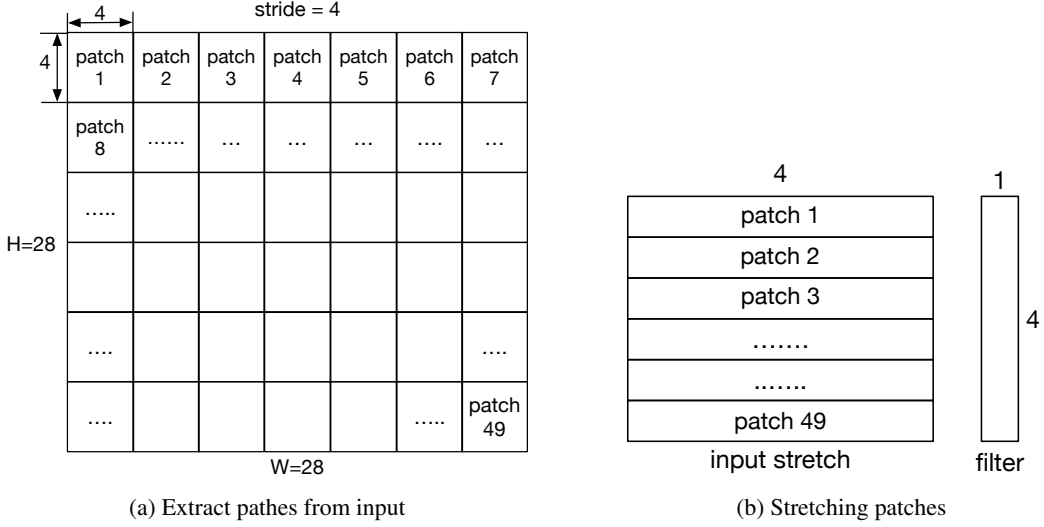 4
stride = 4
4
patch 1
patch 2
patch 3
patch 4
patch 5
patch 6
patch 7
patch 8
......
...
...
...
....
...
.....
H=28
....
....
....
.....
patch 49
W=28
(a) Extract pathes from input
4
1
patch 1
patch 2
patch 3
4
.......
.......
patch 49
input stretch
filter
(b) Stretching patches